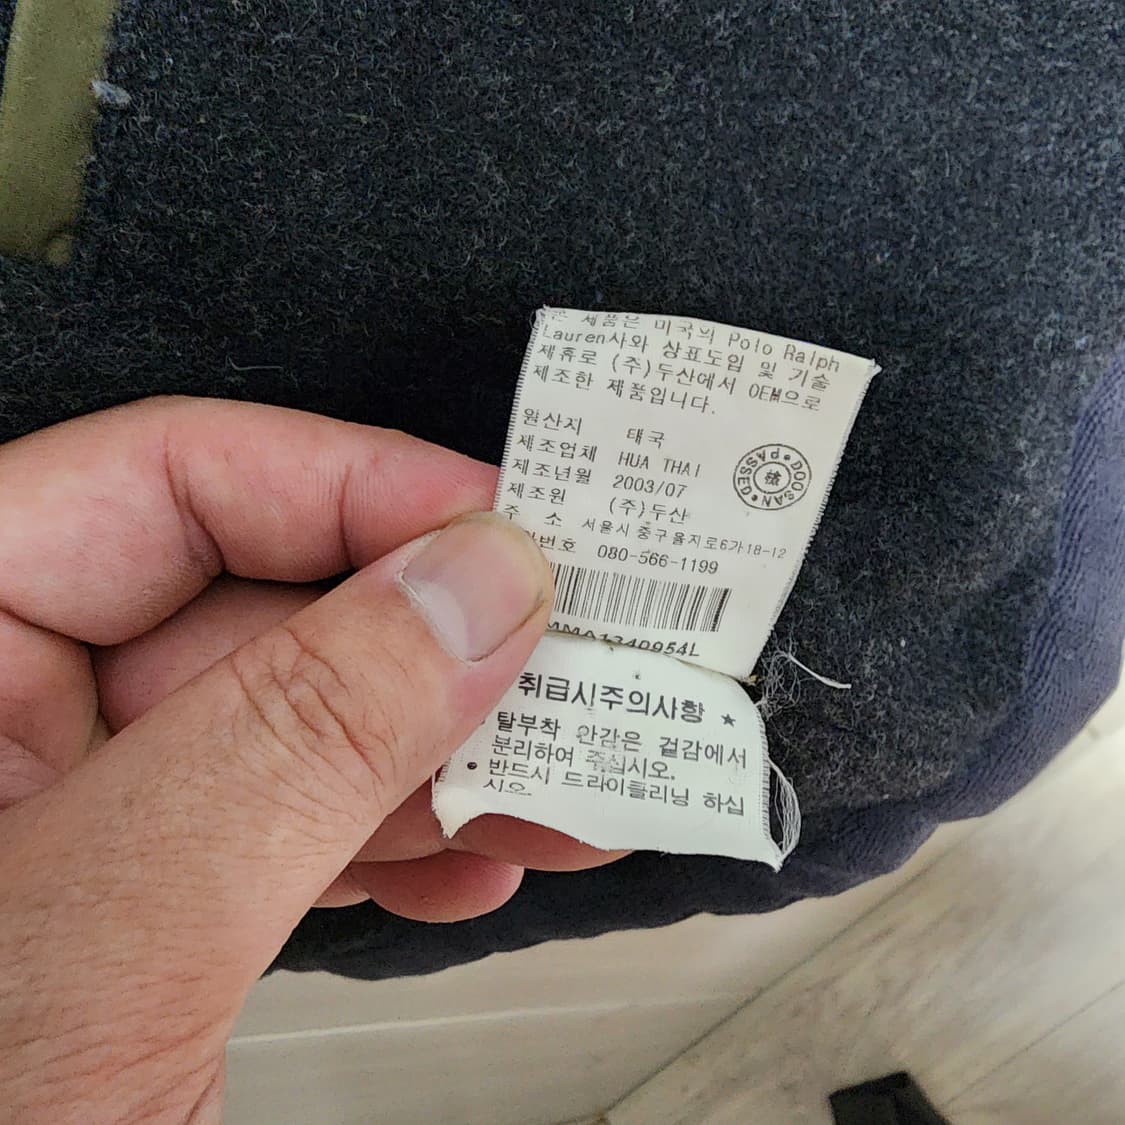 제품은 미국의 Polo Ralph
Lauren사와 상표도입 및 기술
제휴로 (주)두산에서 OEM으로
제조한 제품입니다.
원산지 태국
제조업체 HUA THAI
제조년월 2003/07
제조원 (주)두산
주 소 서울시 중구을지로6가18-12
번호 080-566-1199
DOOSAN PASSED
檢
MMA1340954L
취급시주의사항 ★
탈부착 안감은 겉감에서
분리하여 주십시오.
• 반드시 드라이클리닝 하십
시오.